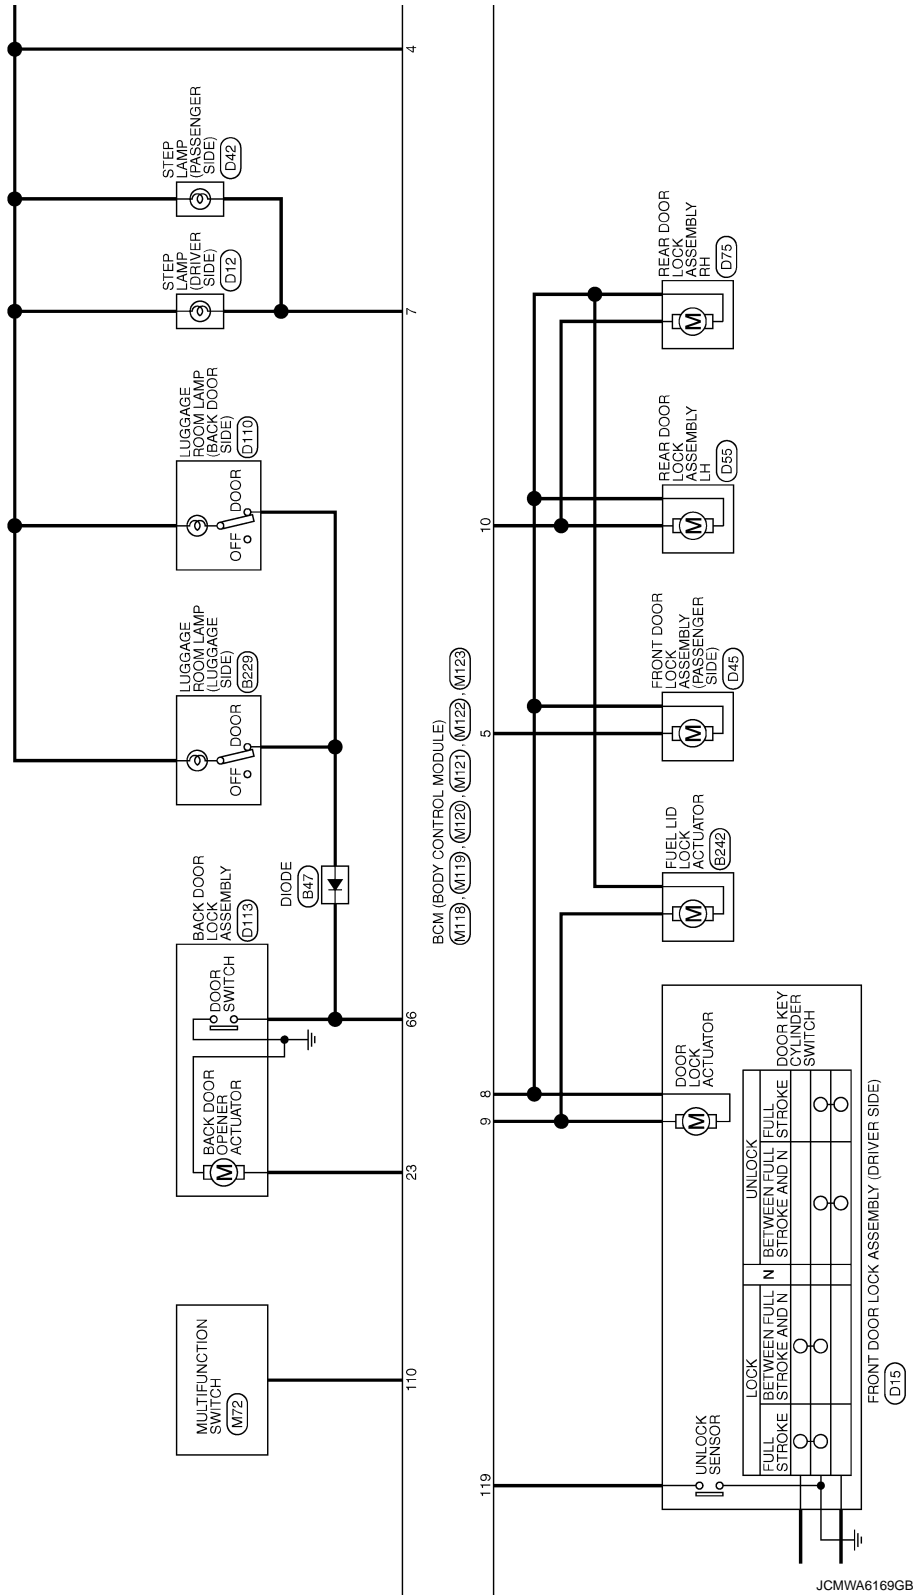 4
STEP
LAMP
(PASSENGER
SIDE)
D42
STEP
LAMP
(DRIVER
SIDE)
D12
7
LUGGAGE
ROOM LAMP
(BACK DOOR
SIDE)
D110
DOOR
OFF
LUGGAGE
ROOM LAMP
(LUGGAGE
SIDE)
B229
DOOR
OFF
DIODE
B47
BACK DOOR
LOCK
ASSEMBLY
D113
DOOR
SWITCH
66
BACK DOOR
OPENER
ACTUATOR
M
23
MULTIFUNCTION
SWITCH
M72
110
BCM (BODY CONTROL MODULE)
M118, M119, M120, M121, M122, M123
REAR DOOR
LOCK
ASSEMBLY
RH
D75
M
10
REAR DOOR
LOCK
ASSEMBLY
LH
D55
M
5
FRONT DOOR
LOCK
ASSEMBLY
(PASSENGER
SIDE)
D45
M
FUEL LID
LOCK
ACTUATOR
B242
M
8
9
DOOR
LOCK
ACTUATOR
M
DOOR KEY
CYLINDER
SWITCH
UNLOCK
FULL
STROKE
BETWEEN FULL
STROKE AND N
N
LOCK
BETWEEN FULL
STROKE AND N
FULL
STROKE
119
UNLOCK
SENSOR
FRONT DOOR LOCK ASSEMBLY (DRIVER SIDE)
D15
JCMWA6169GB